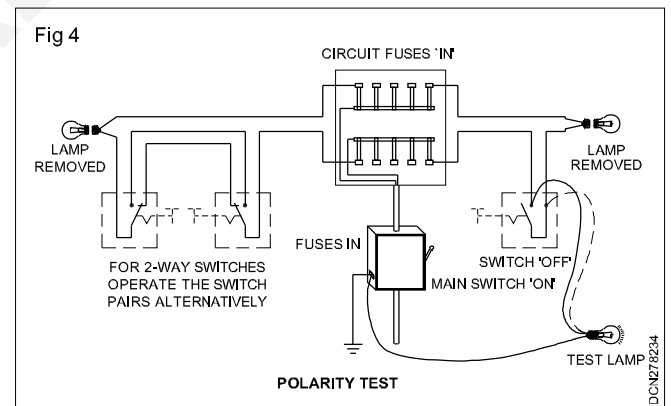 Fig 4
CIRCUIT FUSES `IN'
LAMP
REMOVED
LAMP
REMOVED
FOR 2-WAY SWITCHES
OPERATE THE SWITCH
PAIRS ALTERNATIVELY
FUSES IN
SWITCH 'OFF'
MAIN SWITCH 'ON'
TEST LAMP
POLARITY TEST
DCN278234